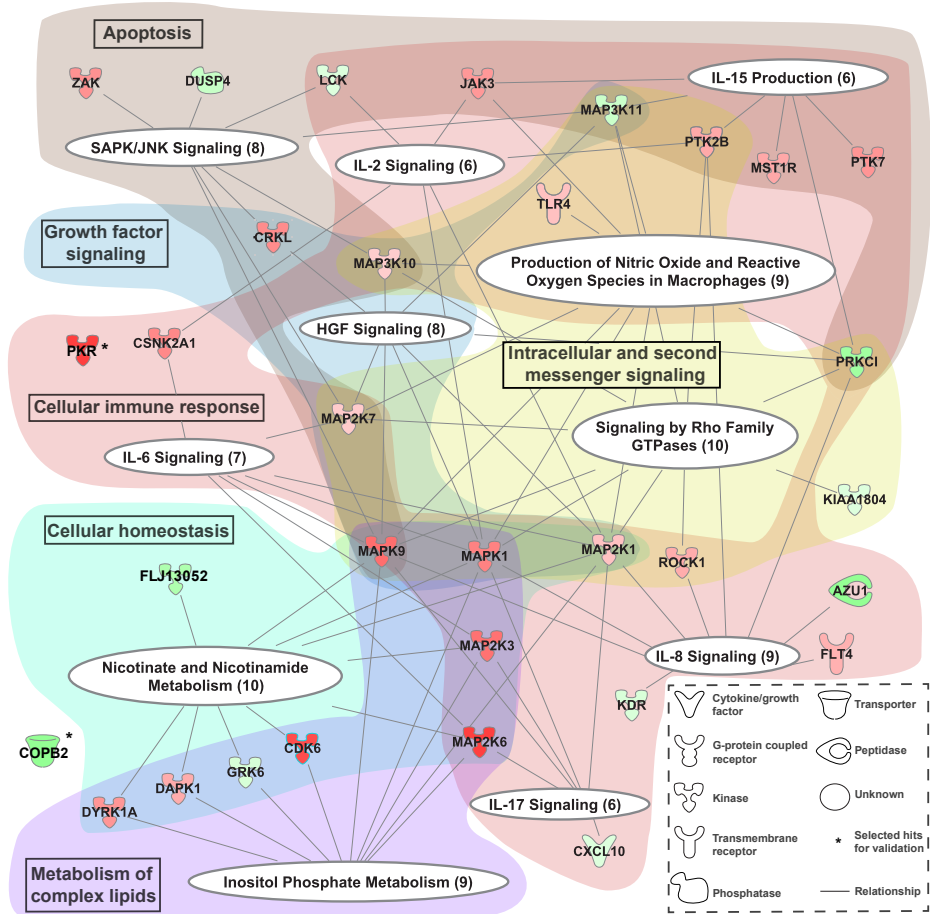 Apoptosis
ZAK
DUSP4
LCK
JAK3
IL-15 Production (6)
MAP3K11
SAPK/JNK Signaling (8)
IL-2 Signaling (6)
PTK2B
MST1R
PTK7
TLR4
Growth factor
signaling
CRKL
MAP3K10
Production of Nitric Oxide and Reactive
Oxygen Species in Macrophages (9)
HGF Signaling (8)
PKR *
CSNK2A1
Intracellular and second
messenger signaling
PRKCI
Cellular immune response
MAP2K7
Signaling by Rho Family
GTPases (10)
IL-6 Signaling (7)
KIAA1804
Cellular homeostasis
MAPK9
MAPK1
MAP2K1
ROCK1
FLJ13052
AZU1
MAP2K3
IL-8 Signaling (9)
FLT4
Nicotinate and Nicotinamide
Metabolism (10)
KDR
COPB2 *
CDK6
MAP2K6
GRK6
DAPK1
DYRK1A
IL-17 Signaling (6)
CXCL10
Metabolism of
complex lipids
Inositol Phosphate Metabolism (9)
Cytokine/growth
factor
Transporter
G-protein coupled
receptor
Peptidase
Kinase
Unknown
Transmembrane
receptor
* Selected hits
for validation
Phosphatase
Relationship